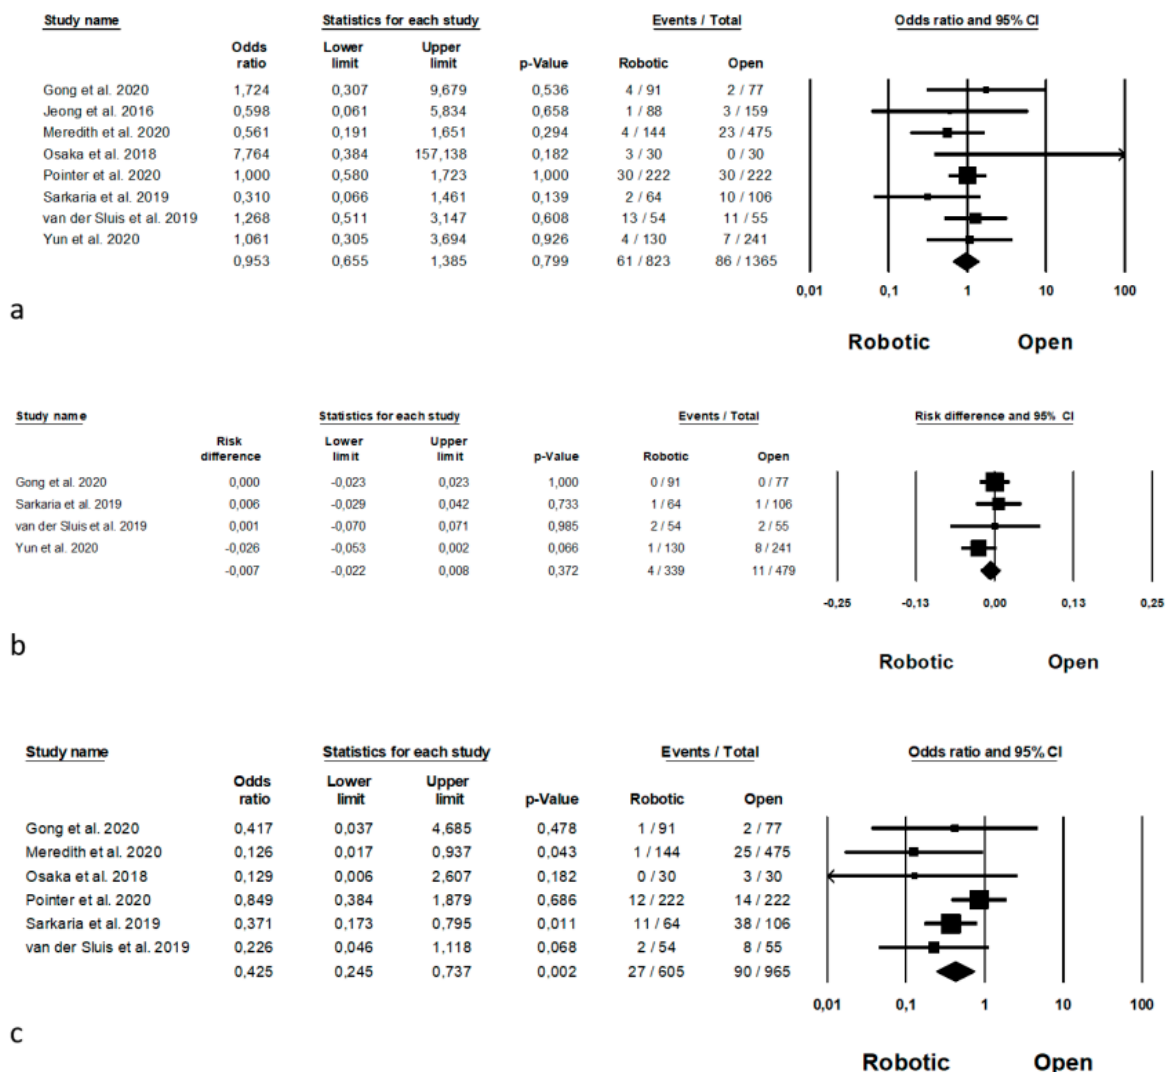 Study name Statistics for each study Events / Total Odds ratio and 95% CI
Odds ratio Lower limit Upper limit p-Value Robotic Open
Gong et al. 2020 1,724 0,307 9,679 0,536 4 / 91 2 / 77
Jeong et al. 2016 0,598 0,061 5,834 0,658 1 / 88 3 / 159
Meredith et al. 2020 0,561 0,191 1,651 0,294 4 / 144 23 / 475
Osaka et al. 2018 7,764 0,384 157,138 0,182 3 / 30 0 / 30
Pointer et al. 2020 1,000 0,580 1,723 1,000 30 / 222 30 / 222
Sarkaria et al. 2019 0,310 0,066 1,461 0,139 2 / 64 10 / 106
van der Sluis et al. 2019 1,268 0,511 3,147 0,608 13 / 54 11 / 55
Yun et al. 2020 1,061 0,305 3,694 0,926 4 / 130 7 / 241
0,953 0,655 1,385 0,799 61 / 823 86 / 1365
0,01 0,1 1 10 100
a
Robotic Open
Study name Statistics for each study Events / Total Risk difference and 95% CI
Risk difference Lower limit Upper limit p-Value Robotic Open
Gong et al. 2020 0,000 -0,023 0,023 1,000 0 / 91 0 / 77
Sarkaria et al. 2019 0,006 -0,029 0,042 0,733 1 / 64 1 / 106
van der Sluis et al. 2019 0,001 -0,070 0,071 0,985 2 / 54 2 / 55
Yun et al. 2020 -0,026 -0,053 0,002 0,066 1 / 130 8 / 241
-0,007 -0,022 0,008 0,372 4 / 339 11 / 479
-0,25 -0,13 0,00 0,13 0,25
b
Robotic Open
Study name Statistics for each study Events / Total Odds ratio and 95% CI
Odds ratio Lower limit Upper limit p-Value Robotic Open
Gong et al. 2020 0,417 0,037 4,685 0,478 1 / 91 2 / 77
Meredith et al. 2020 0,126 0,017 0,937 0,043 1 / 144 25 / 475
Osaka et al. 2018 0,129 0,006 2,607 0,182 0 / 30 3 / 30
Pointer et al. 2020 0,849 0,384 1,879 0,686 12 / 222 14 / 222
Sarkaria et al. 2019 0,371 0,173 0,795 0,011 11 / 64 38 / 106
van der Sluis et al. 2019 0,226 0,046 1,118 0,068 2 / 54 8 / 55
0,425 0,245 0,737 0,002 27 / 605 90 / 965
0,01 0,1 1 10 100
c
Robotic Open